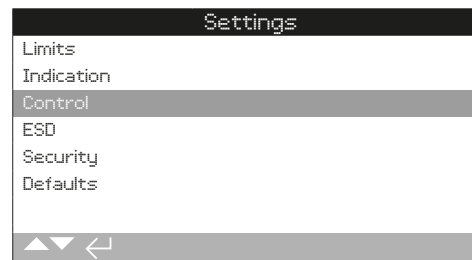 Settings
Limits
Indication
Control
ESD
Security
Defaults